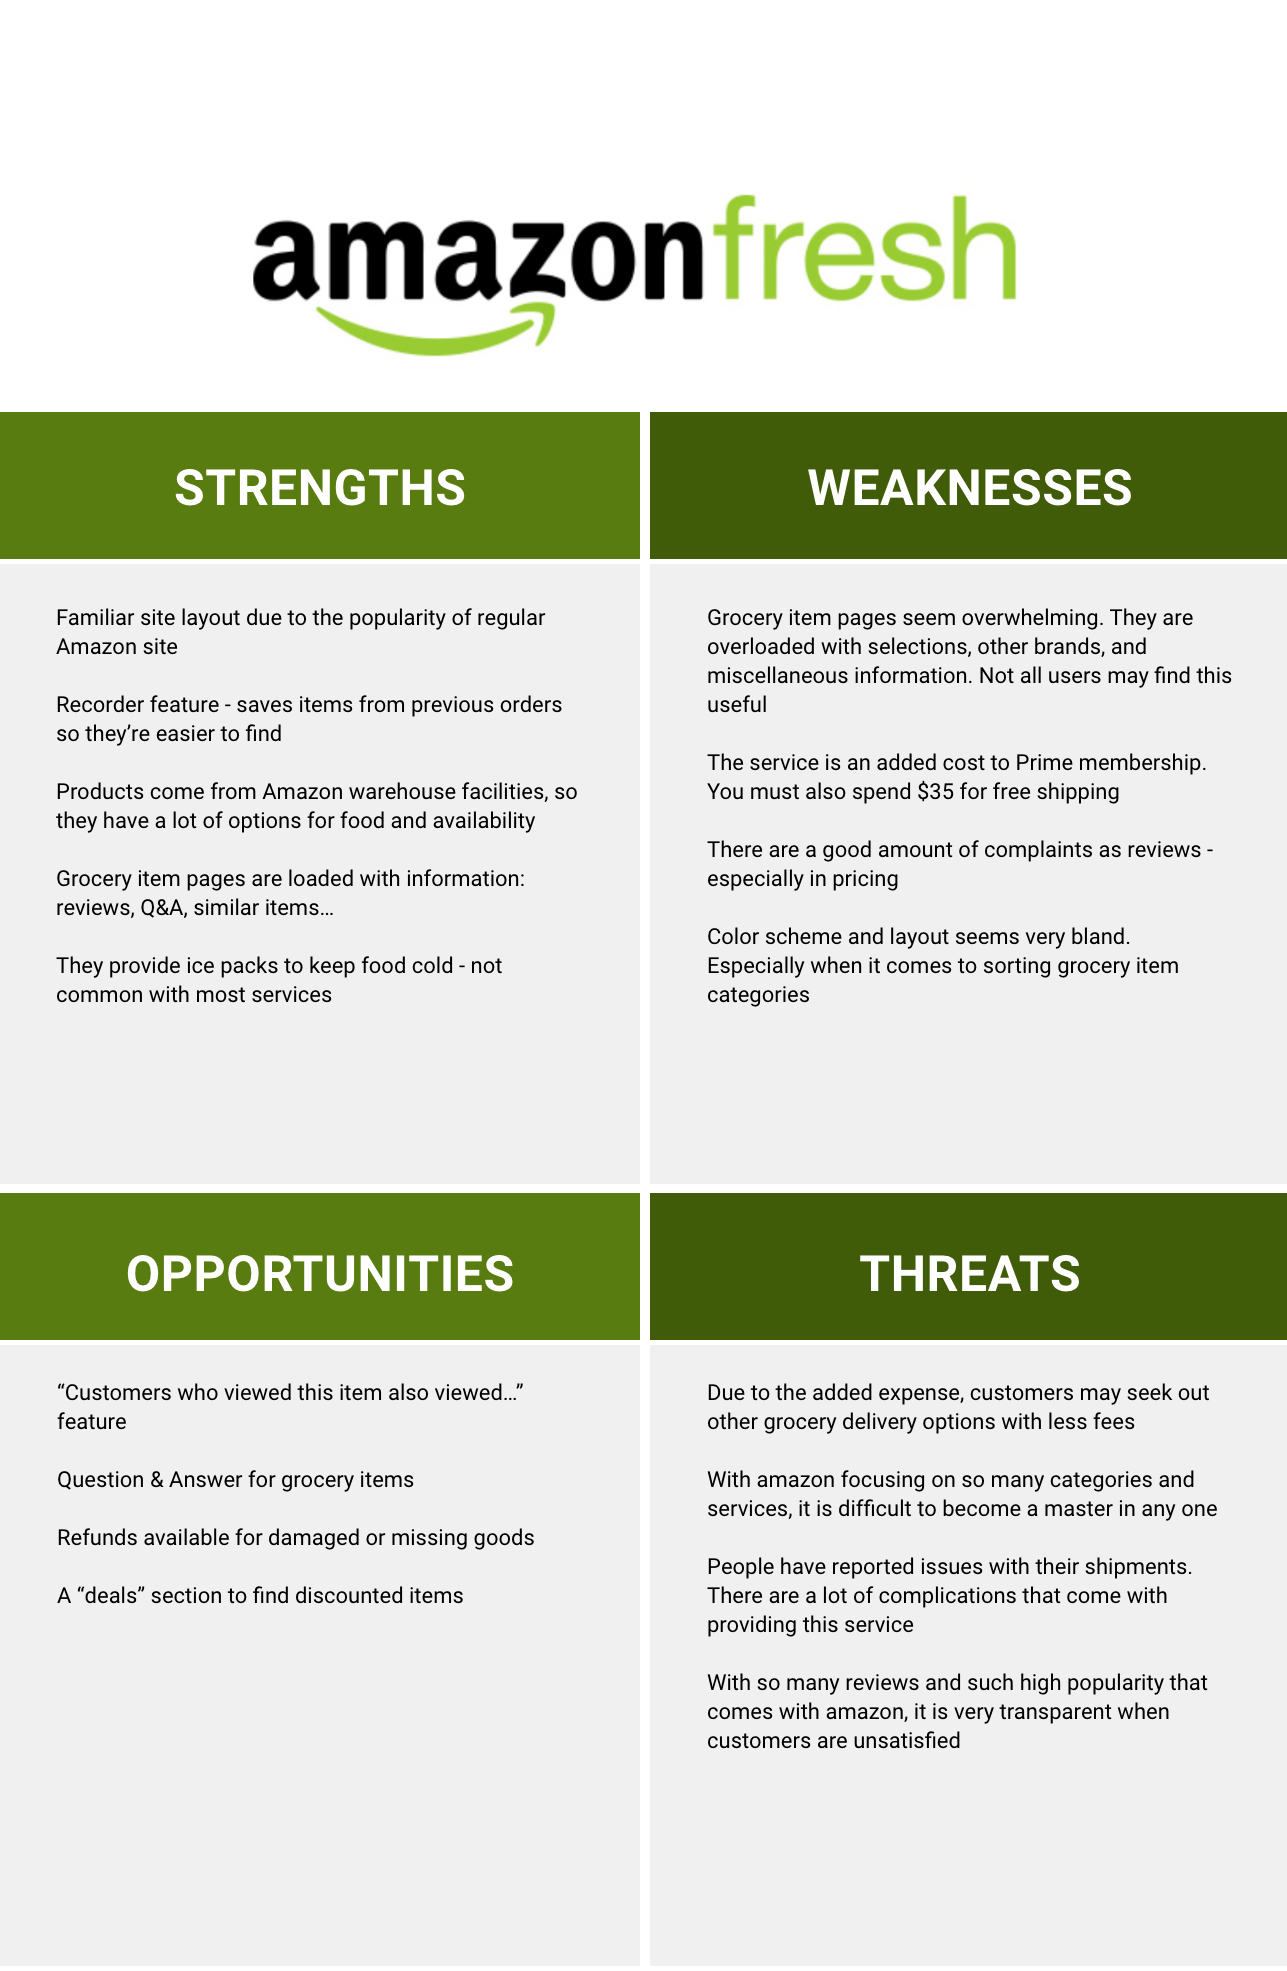 amazonfresh
STRENGTHS
Familiar site layout due to the popularity of regular
Amazon site
Recorder feature - saves items from previous orders
so they’re easier to find
Products come from Amazon warehouse facilities, so
they have a lot of options for food and availability
Grocery item pages are loaded with information:
reviews, Q&A, similar items…
They provide ice packs to keep food cold - not
common with most services
WEAKNESSES
Grocery item pages seem overwhelming. They are
overloaded with selections, other brands, and
miscellaneous information. Not all users may find this
useful
The service is an added cost to Prime membership.
You must also spend $35 for free shipping
There are a good amount of complaints as reviews -
especially in pricing
Color scheme and layout seems very bland.
Especially when it comes to sorting grocery item
categories
OPPORTUNITIES
“Customers who viewed this item also viewed…”
feature
Question & Answer for grocery items
Refunds available for damaged or missing goods
A “deals” section to find discounted items
THREATS
Due to the added expense, customers may seek out
other grocery delivery options with less fees
With amazon focusing on so many categories and
services, it is difficult to become a master in any one
People have reported issues with their shipments.
There are a lot of complications that come with
providing this service
With so many reviews and such high popularity that
comes with amazon, it is very transparent when
customers are unsatisfied